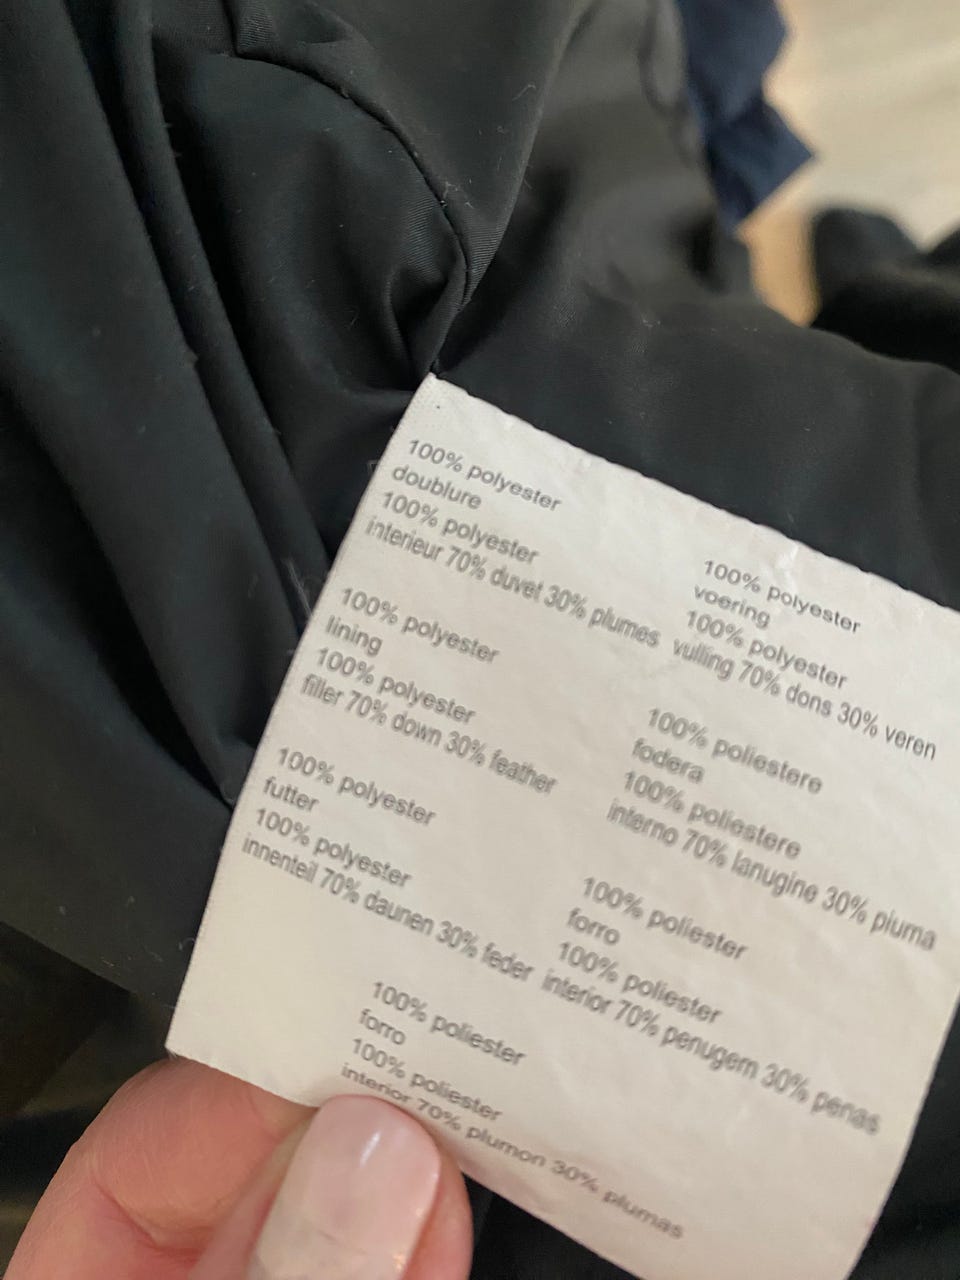 100% polyester
doublure
100% polyester
interieur 70% duvet 30% plumes
100% polyester
lining
100% polyester
filler 70% down 30% feather
100% polyester
futter
100% polyester
innenteil 70% daunen 30% feder
100% polyester
voering
100% polyester
vulling 70% dons 30% veren
100% poliestere
fodera
100% poliestere
interno 70% lanugine 30% piuma
100% poliester
forro
100% poliester
interior 70% penugem 30% penas
100% poliester
forro
100% poliester
interior 70% plumon 30% plumas